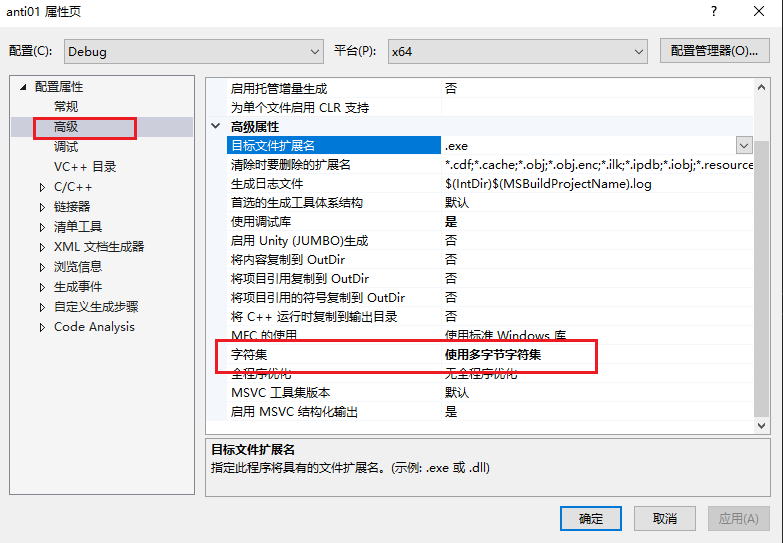 anti01 属性页
?
配置(C):
Debug
平台(P):
x64
配置管理器(O)...
配置属性
常规
高级
调试
VC++ 目录
C/C++
链接器
清单工具
XML 文档生成器
浏览信息
生成事件
自定义生成步骤
Code Analysis
启用托管增量生成 否
为单个文件启用 CLR 支持
高级属性
目标文件扩展名 .exe
清除时要删除的扩展名 *.cdf;*.cache;*.obj;*.obj.enc;*.ilk;*.ipdb;*.iobj;*.resource
生成日志文件 $(IntDir)$(MSBuildProjectName).log
首选的生成工具体系结构 默认
使用调试库 是
启用 Unity (JUMBO)生成 否
将内容复制到 OutDir 否
将项目引用复制到 OutDir 否
将项目引用的符号复制到 OutDir 否
将 C++ 运行时复制到输出目录 否
MFC 的使用 使用标准 Windows 库
字符集 使用多字节字符集
全程序优化 无全程序优化
MSVC 工具集版本 默认
启用 MSVC 结构化输出 是
目标文件扩展名
指定此程序将具有的文件扩展名。(示例: .exe 或 .dll)
确定
取消
应用(A)